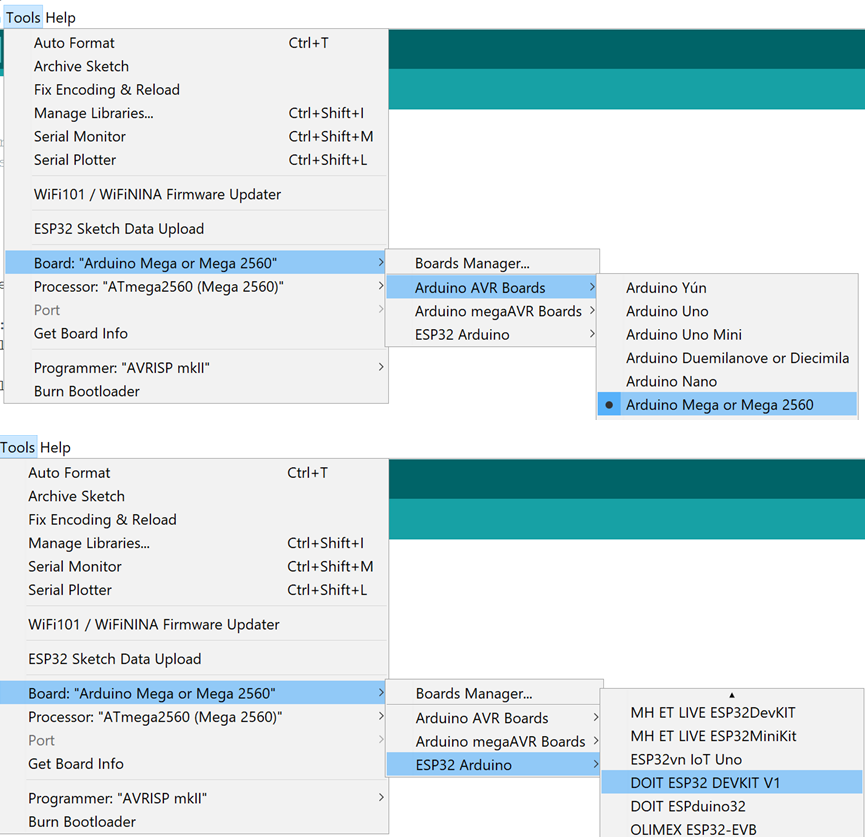 Tools Help
Auto Format Ctrl+T
Archive Sketch
Fix Encoding & Reload
Manage Libraries... Ctrl+Shift+I
Serial Monitor Ctrl+Shift+M
Serial Plotter Ctrl+Shift+L
WiFi101 / WiFiNINA Firmware Updater
ESP32 Sketch Data Upload
Board: "Arduino Mega or Mega 2560"
Processor: "ATmega2560 (Mega 2560)"
Port
Get Board Info
Programmer: "AVRISP mkII"
Burn Bootloader
Boards Manager...
Arduino AVR Boards
Arduino megaAVR Boards
ESP32 Arduino
Arduino Yún
Arduino Uno
Arduino Uno Mini
Arduino Duemilanove or Diecimila
Arduino Nano
Arduino Mega or Mega 2560
Tools Help
Auto Format Ctrl+T
Archive Sketch
Fix Encoding & Reload
Manage Libraries... Ctrl+Shift+I
Serial Monitor Ctrl+Shift+M
Serial Plotter Ctrl+Shift+L
WiFi101 / WiFiNINA Firmware Updater
ESP32 Sketch Data Upload
Board: "Arduino Mega or Mega 2560"
Processor: "ATmega2560 (Mega 2560)"
Port
Get Board Info
Programmer: "AVRISP mkII"
Burn Bootloader
Boards Manager...
Arduino AVR Boards
Arduino megaAVR Boards
ESP32 Arduino
MH ET LIVE ESP32DevKIT
MH ET LIVE ESP32MiniKit
ESP32vn IoT Uno
DOIT ESP32 DEVKIT V1
DOIT ESPduino32
OLIMEX ESP32-EVB